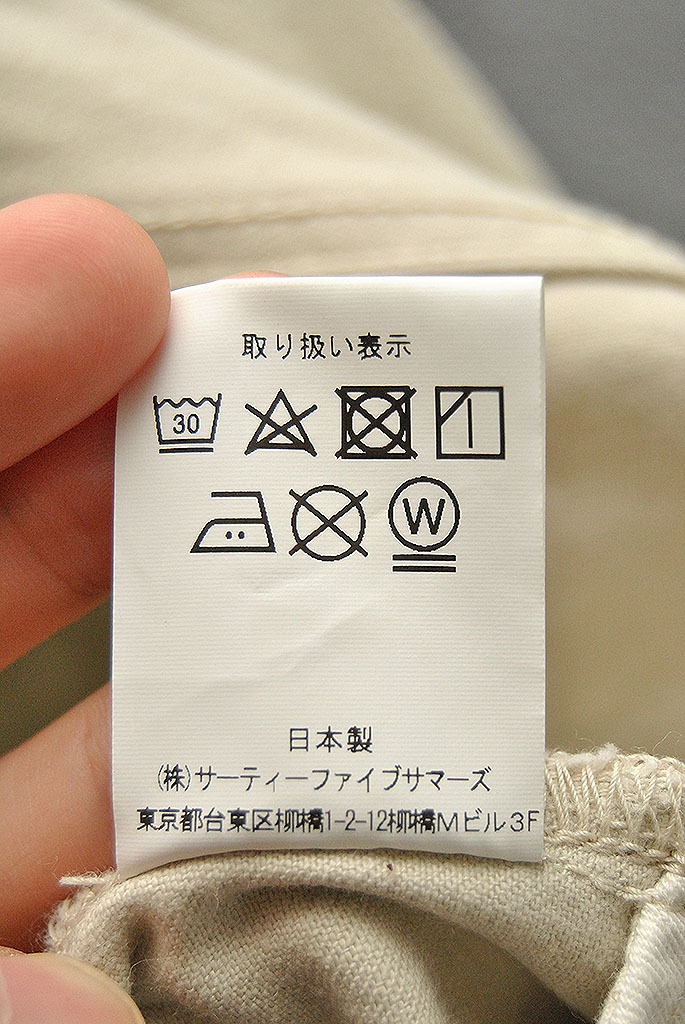 取り扱い表示
30
W
日本製
(株)サーティーファイブサマーズ
東京都台東区柳橋1-2-12柳橋Mビル3F